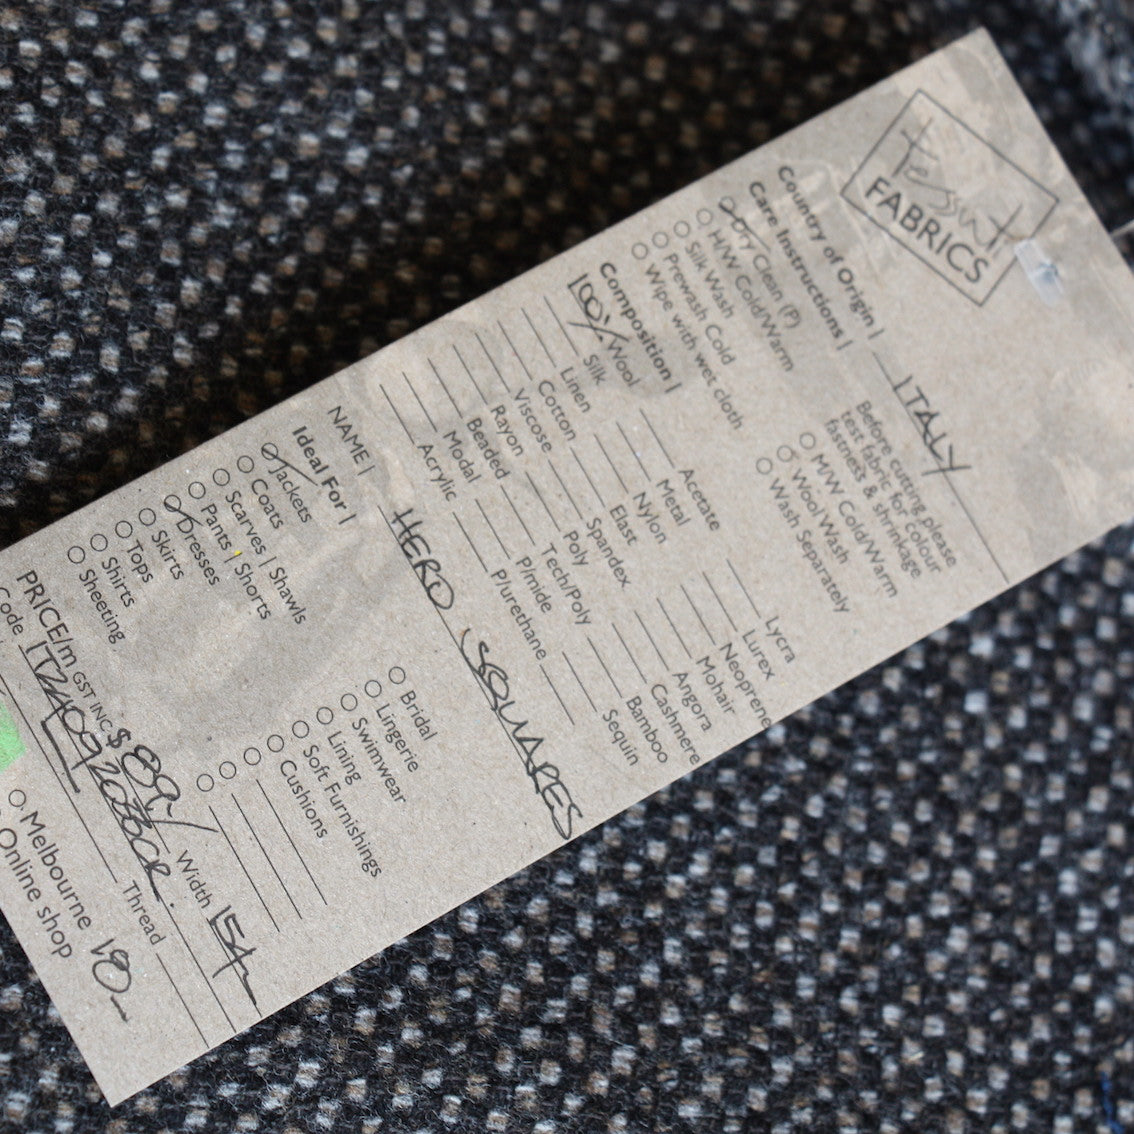 tessuti
FABRICS
Country of Origin | ITALY
Care Instructions |
Dry Clean (P)
H/W Cold/Warm
Silk Wash
Prewash Cold
Wipe with wet cloth
Before cutting please
test fabric for colour
fastness & shrinkage
M/W Cold/Warm
Wool Wash
Wash Separately
Composition |
100% Wool
Silk
Linen
Cotton
Viscose
Rayon
Beaded
Modal
Acrylic
Acetate
Metal
Nylon
Elast
Spandex
Poly
Tech/Poly
P/mide
P/urethane
Lycra
Lurex
Neoprene
Mohair
Angora
Cashmere
Bamboo
Sequin
NAME | HERO SQUARES
Ideal For |
Jackets
Coats
Scarves | Shawls
Pants | Shorts
Dresses
Skirts
Tops
Shirts
Sheeting
Bridal
Lingerie
Swimwear
Lining
Soft Furnishings
Cushions
PRICE/m GST INC. $ 89/ Width 154
Code Thread
Melbourne
Online shop